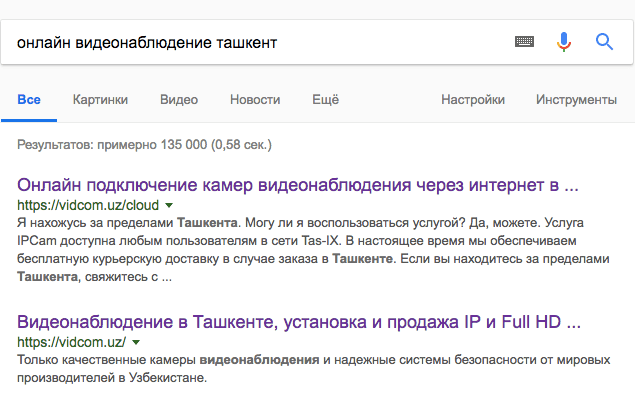 онлайн видеонаблюдение ташкент
Все Картинки Видео Новости Ещё Настройки Инструменты
Результатов: примерно 135 000 (0,58 сек.)
Онлайн подключение камер видеонаблюдения через интернет в ...
https://vidcom.uz/cloud
Я нахожусь за пределами Ташкента. Могу ли я воспользоваться услугой? Да, можете. Услуга
IPCam доступна любым пользователям в сети Tas-IX. В настоящее время мы обеспечиваем
бесплатную курьерскую доставку в случае заказа в Ташкенте. Если вы находитесь за пределами
Ташкента, свяжитесь с ...
Видеонаблюдение в Ташкенте, установка и продажа IP и Full HD ...
https://vidcom.uz/
Только качественные камеры видеонаблюдения и надежные системы безопасности от мировых
производителей в Узбекистане.